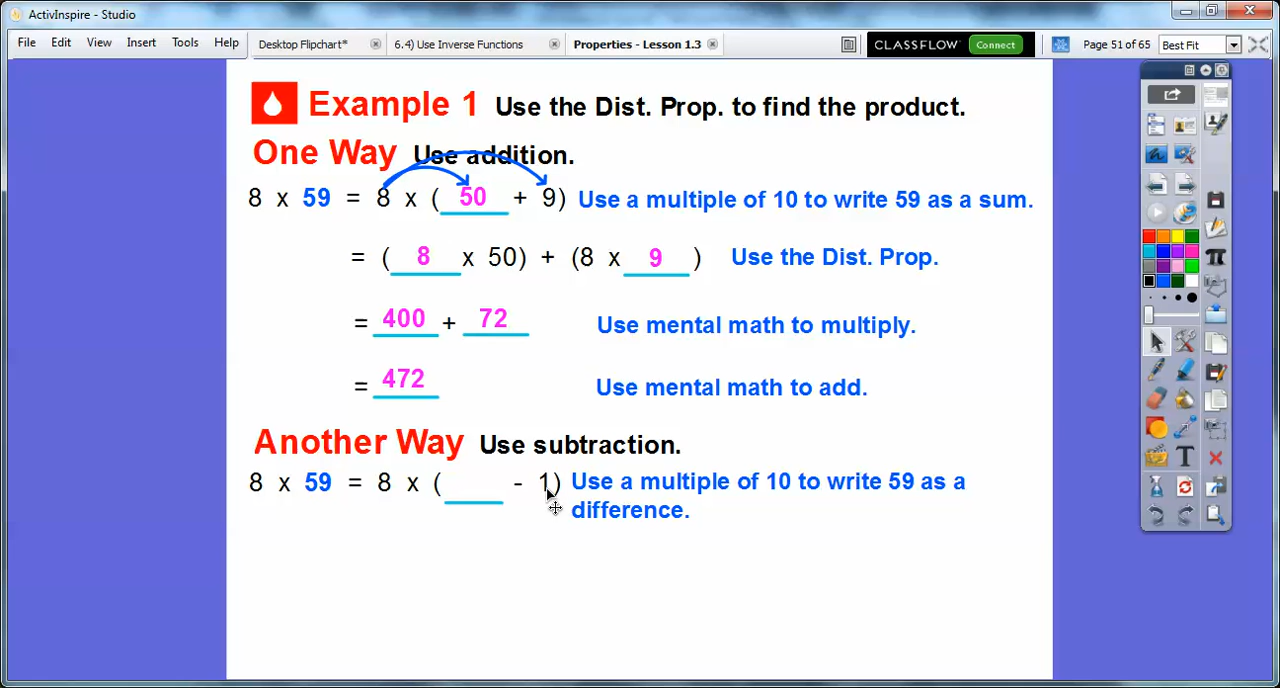 ActivInspire - Studio
File Edit View Insert Tools Help Desktop Flipchart* 6.4) Use Inverse Functions Properties - Lesson 1.3 CLASSFLOW Connect Page 51 of 65 Best Fit
Example 1 Use the Dist. Prop. to find the product.
One Way Use addition.
8 x 59 = 8 x ( 50 + 9) Use a multiple of 10 to write 59 as a sum.
= ( 8 x 50) + (8 x 9 ) Use the Dist. Prop.
= 400 + 72 Use mental math to multiply.
= 472 Use mental math to add.
Another Way Use subtraction.
8 x 59 = 8 x ( ____ - 1) Use a multiple of 10 to write 59 as a
difference.